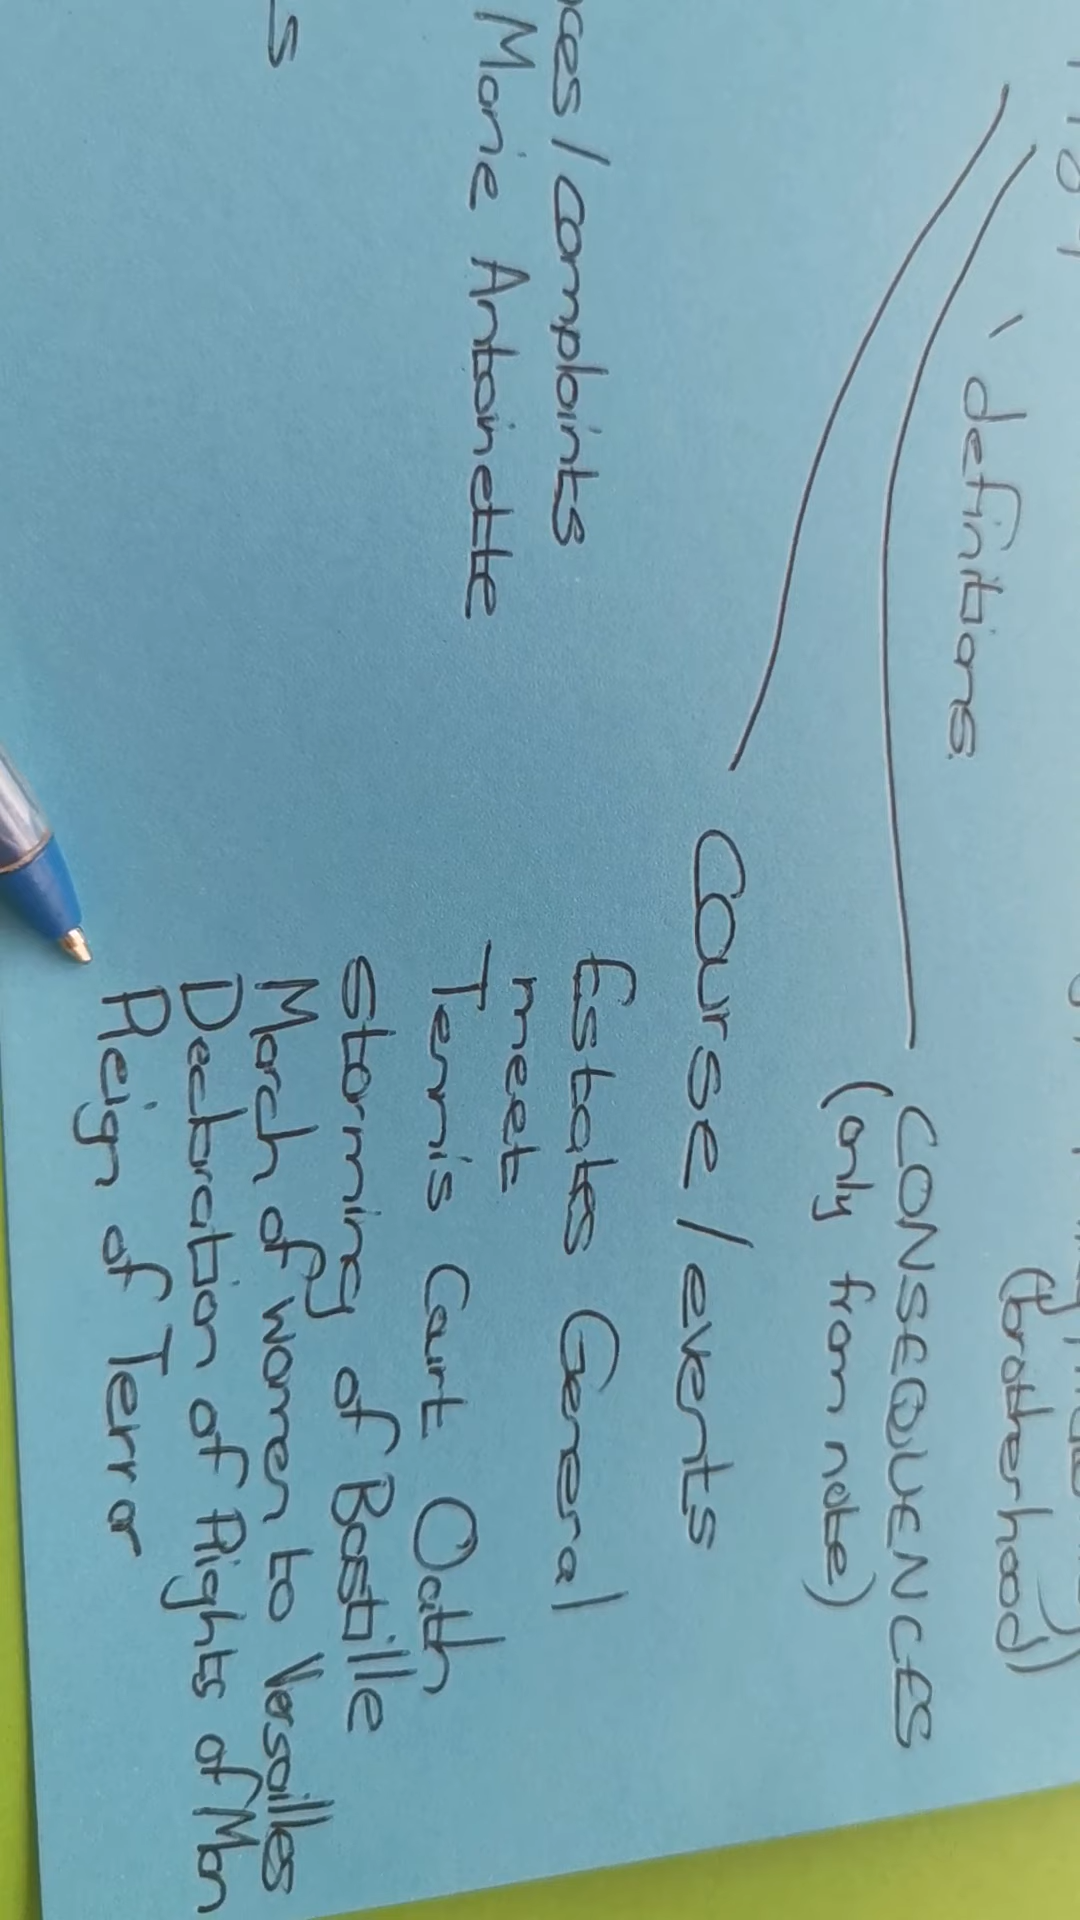 (brotherhood)
definitions
CONSEQUENCES
(only from note)
Course/events
/complaints
Marie Antoinette
Estates General
meet
Tennis Court Oath
Storming of Bastille
March of women to Versailles
Declaration of Rights of Man
Reign of Terror